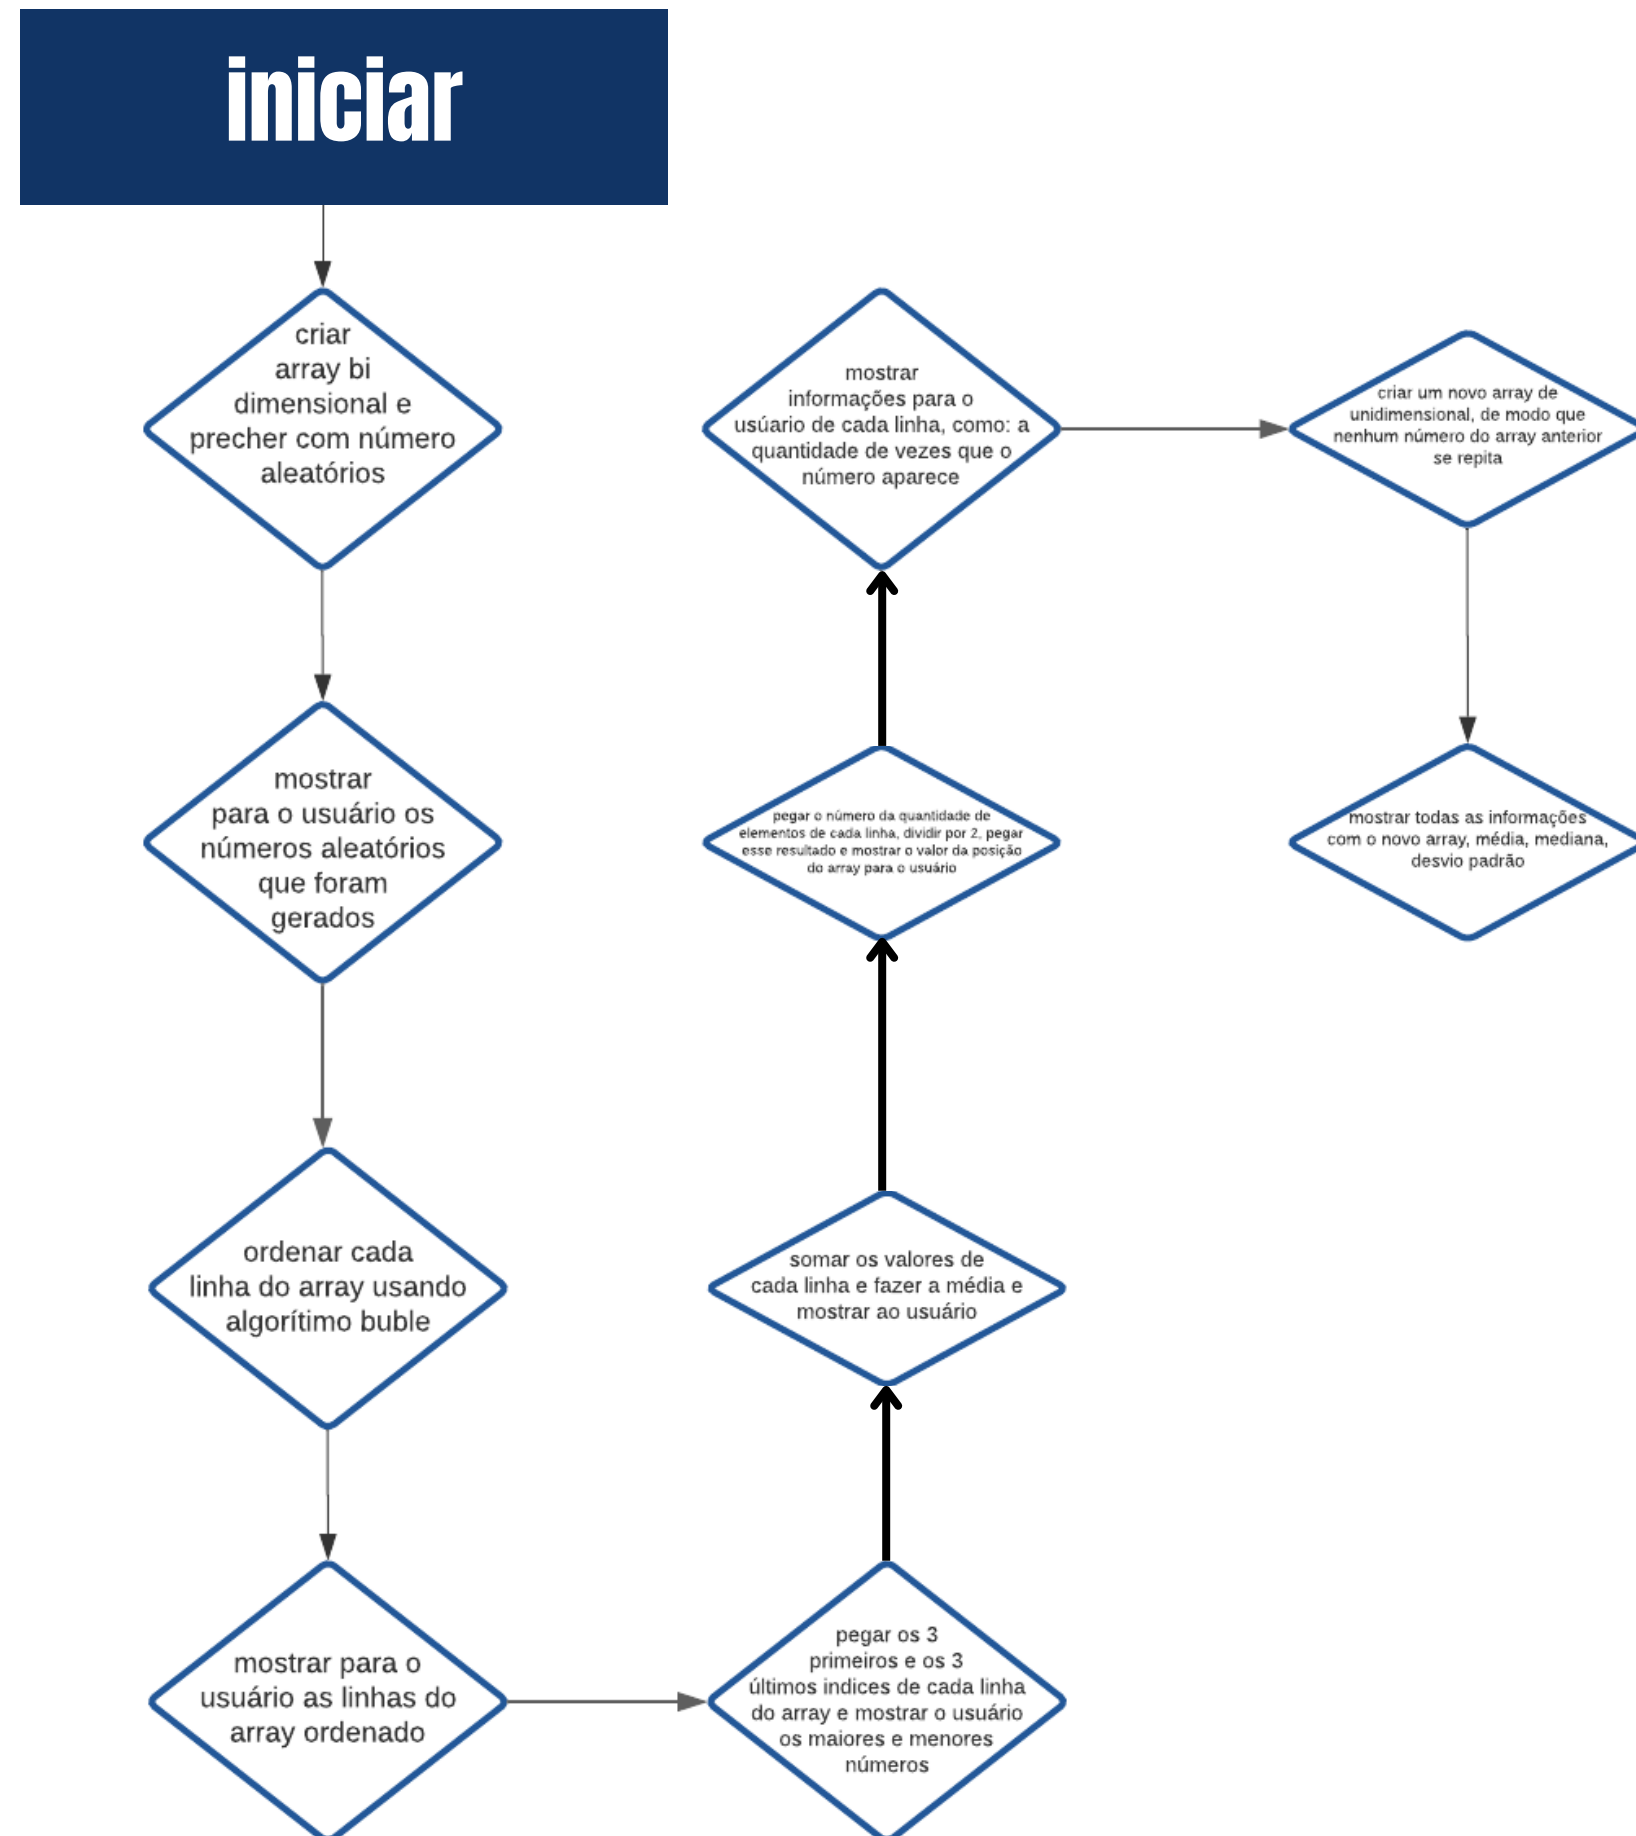 iniciar
criar
array bi
dimensional e
precher com número
aleatórios
mostrar
para o usuário os
números aleatórios
que foram
gerados
ordenar cada
linha do array usando
algorítimo buble
mostrar para o
usuário as linhas do
array ordenado
pegar os 3
primeiros e os 3
últimos indices de cada linha
do array e mostrar o usuário
os maiores e menores
números
somar os valores de
cada linha e fazer a média e
mostrar ao usuário
pegar o número da quantidade de
elementos de cada linha, dividir por 2, pegar
esse resultado e mostrar o valor da posição
do array para o usuário
mostrar
informações para o
usúario de cada linha, como: a
quantidade de vezes que o
número aparece
criar um novo array de
unidimensional, de modo que
nenhum número do array anterior
se repita
mostrar todas as informações
com o novo array, média, mediana,
desvio padrão